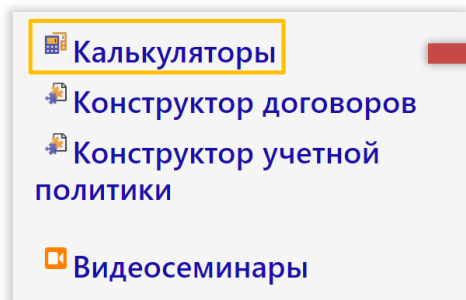 Калькуляторы
Конструктор договоров
Конструктор учетной
политики
Видеосеминары